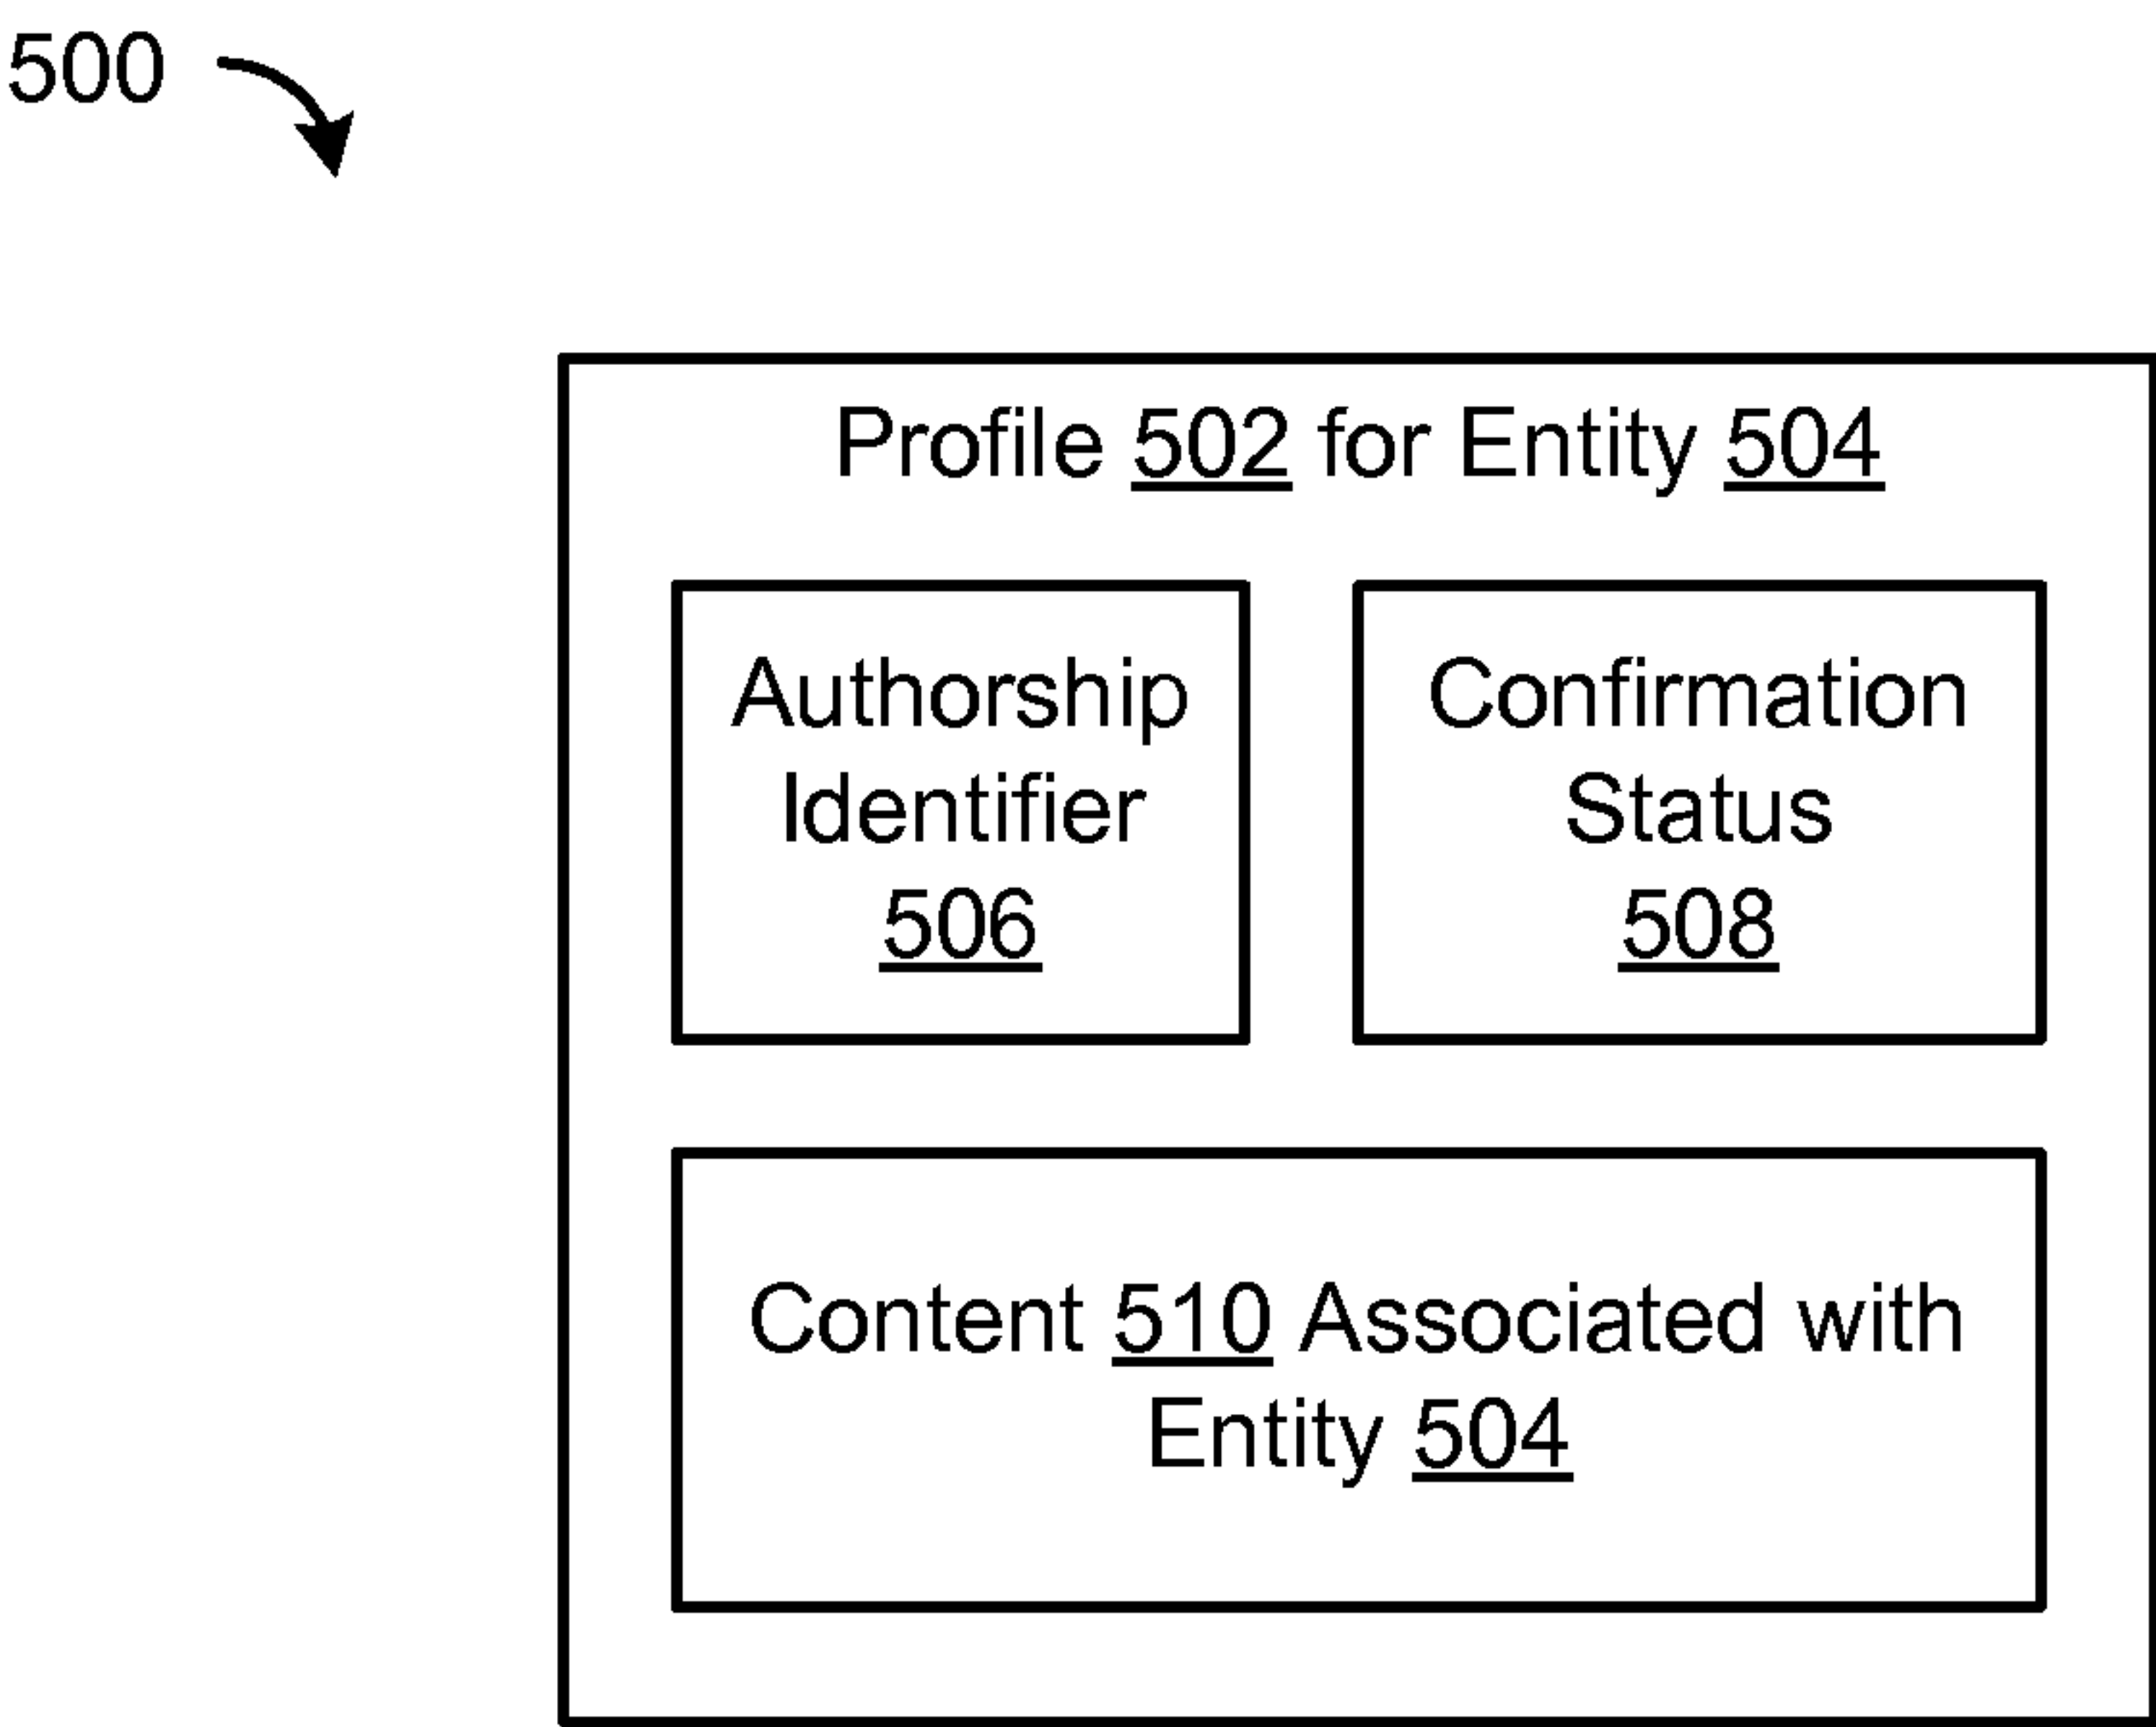 500
Profile 502 for Entity 504
Authorship
Identifier
506
Confirmation
Status
508
Content 510 Associated with
Entity 504